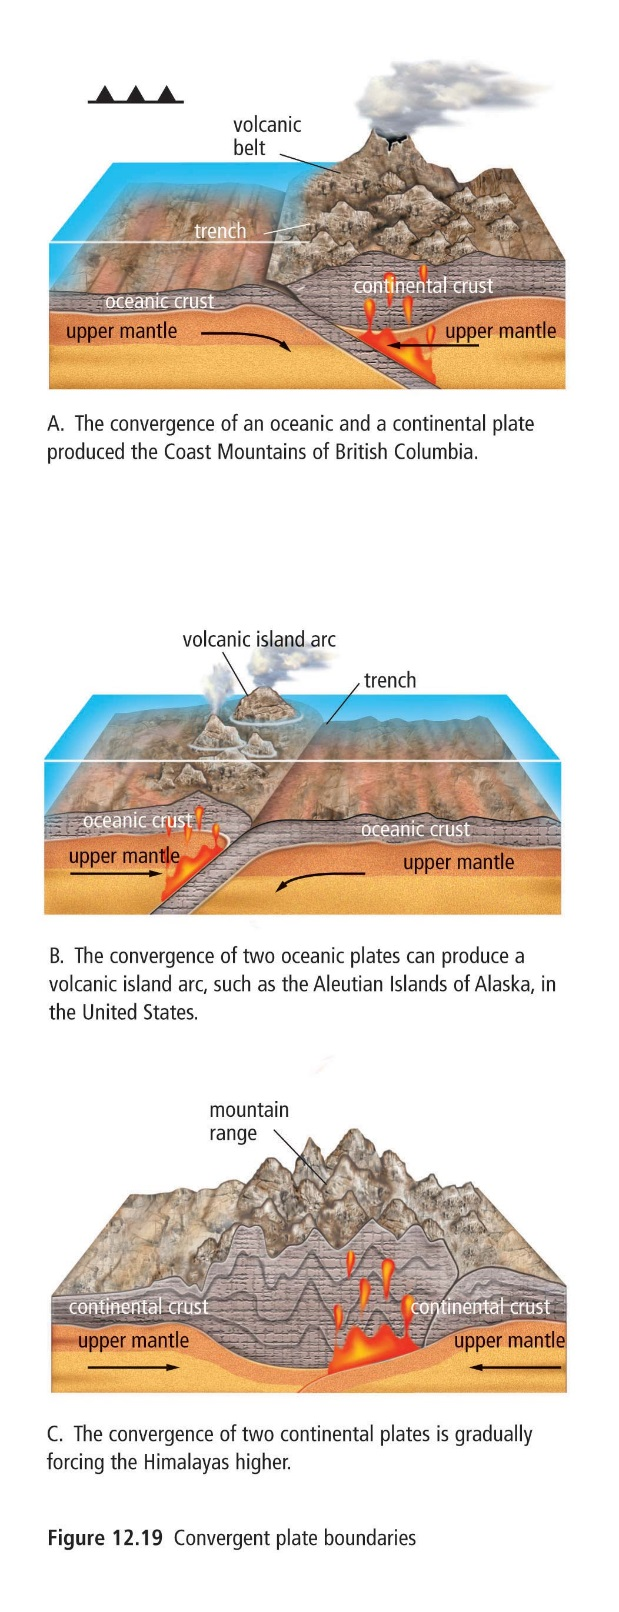 volcanic
belt
trench
continental crust
oceanic crust
upper mantle
upper mantle
A. The convergence of an oceanic and a continental plate
produced the Coast Mountains of British Columbia.
volcanic island arc
trench
oceanic crust
oceanic crust
upper mantle
upper mantle
B. The convergence of two oceanic plates can produce a
volcanic island arc, such as the Aleutian Islands of Alaska, in
the United States.
mountain
range
continental crust
continental crust
upper mantle
upper mantle
C. The convergence of two continental plates is gradually
forcing the Himalayas higher.
Figure 12.19 Convergent plate boundaries